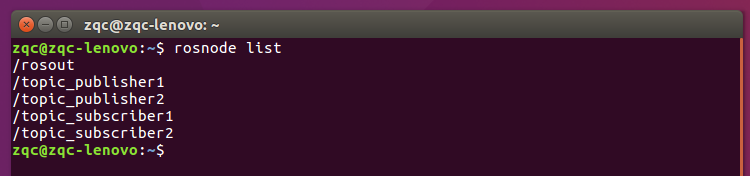 zqc@zqc-lenovo: ~
zqc@zqc-lenovo:~$ rosnode list
/rosout
/topic_publisher1
/topic_publisher2
/topic_subscriber1
/topic_subscriber2
zqc@zqc-lenovo:~$